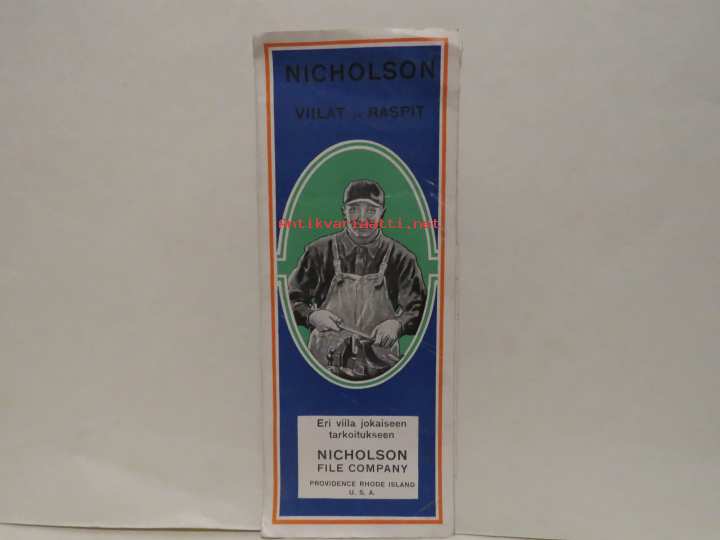 NICHOLSON
VIILAT ja RASPIT
antikvariaatti.net
Eri viila jokaiseen
tarkoitukseen
NICHOLSON
FILE COMPANY
PROVIDENCE RHODE ISLAND
U. S. A.